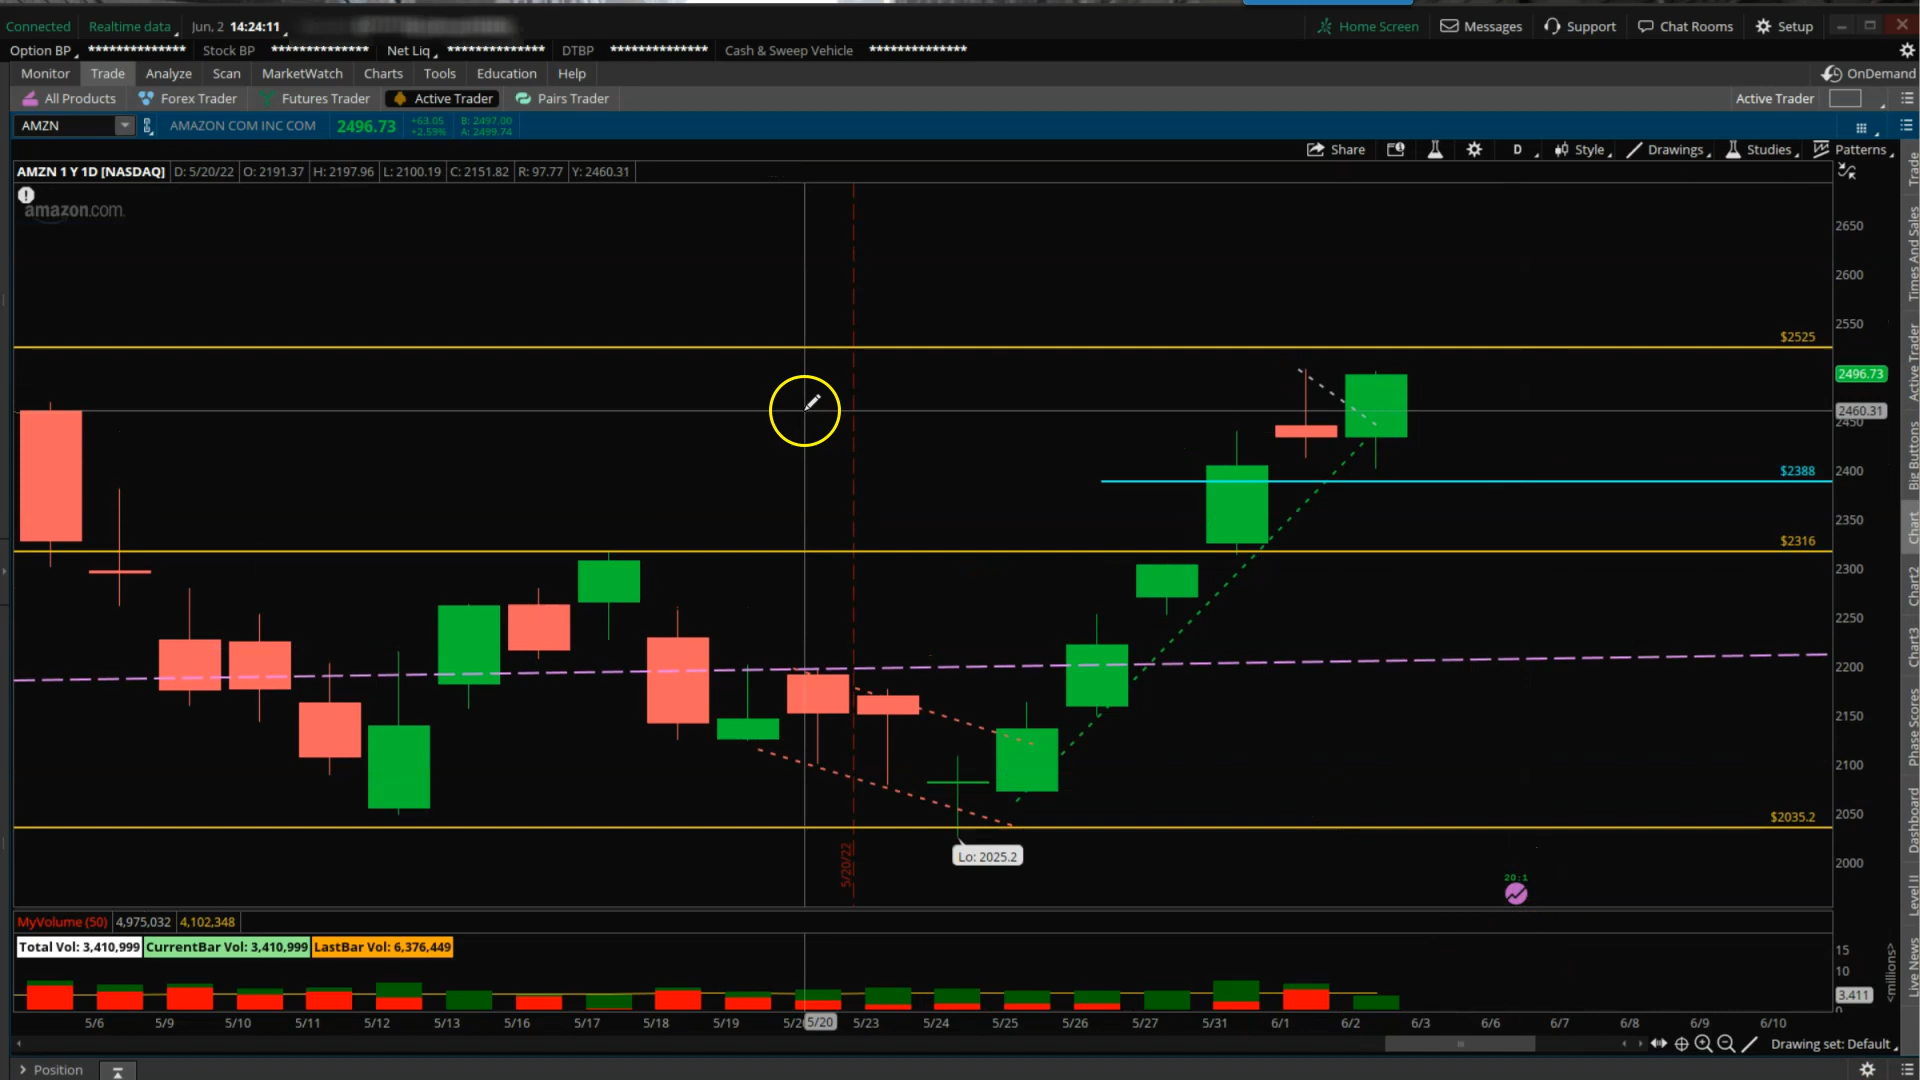 Connected Realtime data Jun, 2 14:24:11 Home Screen Messages Support Chat Rooms Setup
Option BP ************** Stock BP ************** Net Liq ************** DTBP ************** Cash & Sweep Vehicle **************
Monitor Trade Analyze Scan MarketWatch Charts Tools Education Help OnDemand
All Products Forex Trader Futures Trader Active Trader Pairs Trader Active Trader
AMZN AMAZON COM INC COM 2496.73 +63.05 +2.59% B: 2497.00 A: 2499.74
Share D Style Drawings Studies Patterns
AMZN 1 Y 1D [NASDAQ] D: 5/20/22 O: 2191.37 H: 2197.96 L: 2100.19 C: 2151.82 R: 97.77 Y: 2460.31
amazon.com.
2650
2600
2550
$2525
2496.73
2460.31
2450
$2388
2400
2350
$2316
2300
2250
2200
2150
2100
$2035.2
2050
Lo: 2025.2
2000
5/20/22
20:1
MyVolume (50) 4,975,032 4,102,348
Total Vol: 3,410,999 CurrentBar Vol: 3,410,999 LastBar Vol: 6,376,449
15
10
3.411
0
<millions>
5/6 5/9 5/10 5/11 5/12 5/13 5/16 5/17 5/18 5/19 5/20 5/23 5/24 5/25 5/26 5/27 5/31 6/1 6/2 6/3 6/6 6/7 6/8 6/9 6/10
Drawing set: Default
Position
Trade
Times And Sales
Active Trader
Big Buttons
Chart
Chart2
Chart3
Phase Scores
Dashboard
Level II
Live News